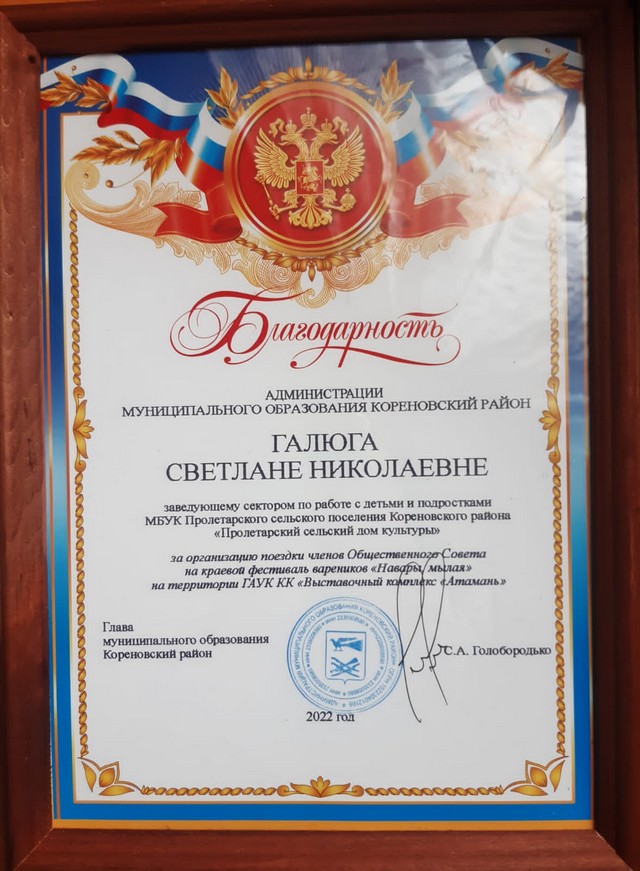 Благодарность
АДМИНИСТРАЦИИ
МУНИЦИПАЛЬНОГО ОБРАЗОВАНИЯ КОРЕНОВСКИЙ РАЙОН
ГАЛЮГА
СВЕТЛАНЕ НИКОЛАЕВНЕ
заведующему сектором по работе с детьми и подростками
МБУК Пролетарского сельского поселения Кореновского района
«Пролетарский сельский дом культуры»
за организацию поездки членов Общественного Совета
на краевой фестиваль вареников «Навары, мылая»
на территории ГАУК КК «Выставочный комплекс «Атамань»
Глава
муниципального образования
Кореновский район
С.А. Голобородько
2022 год